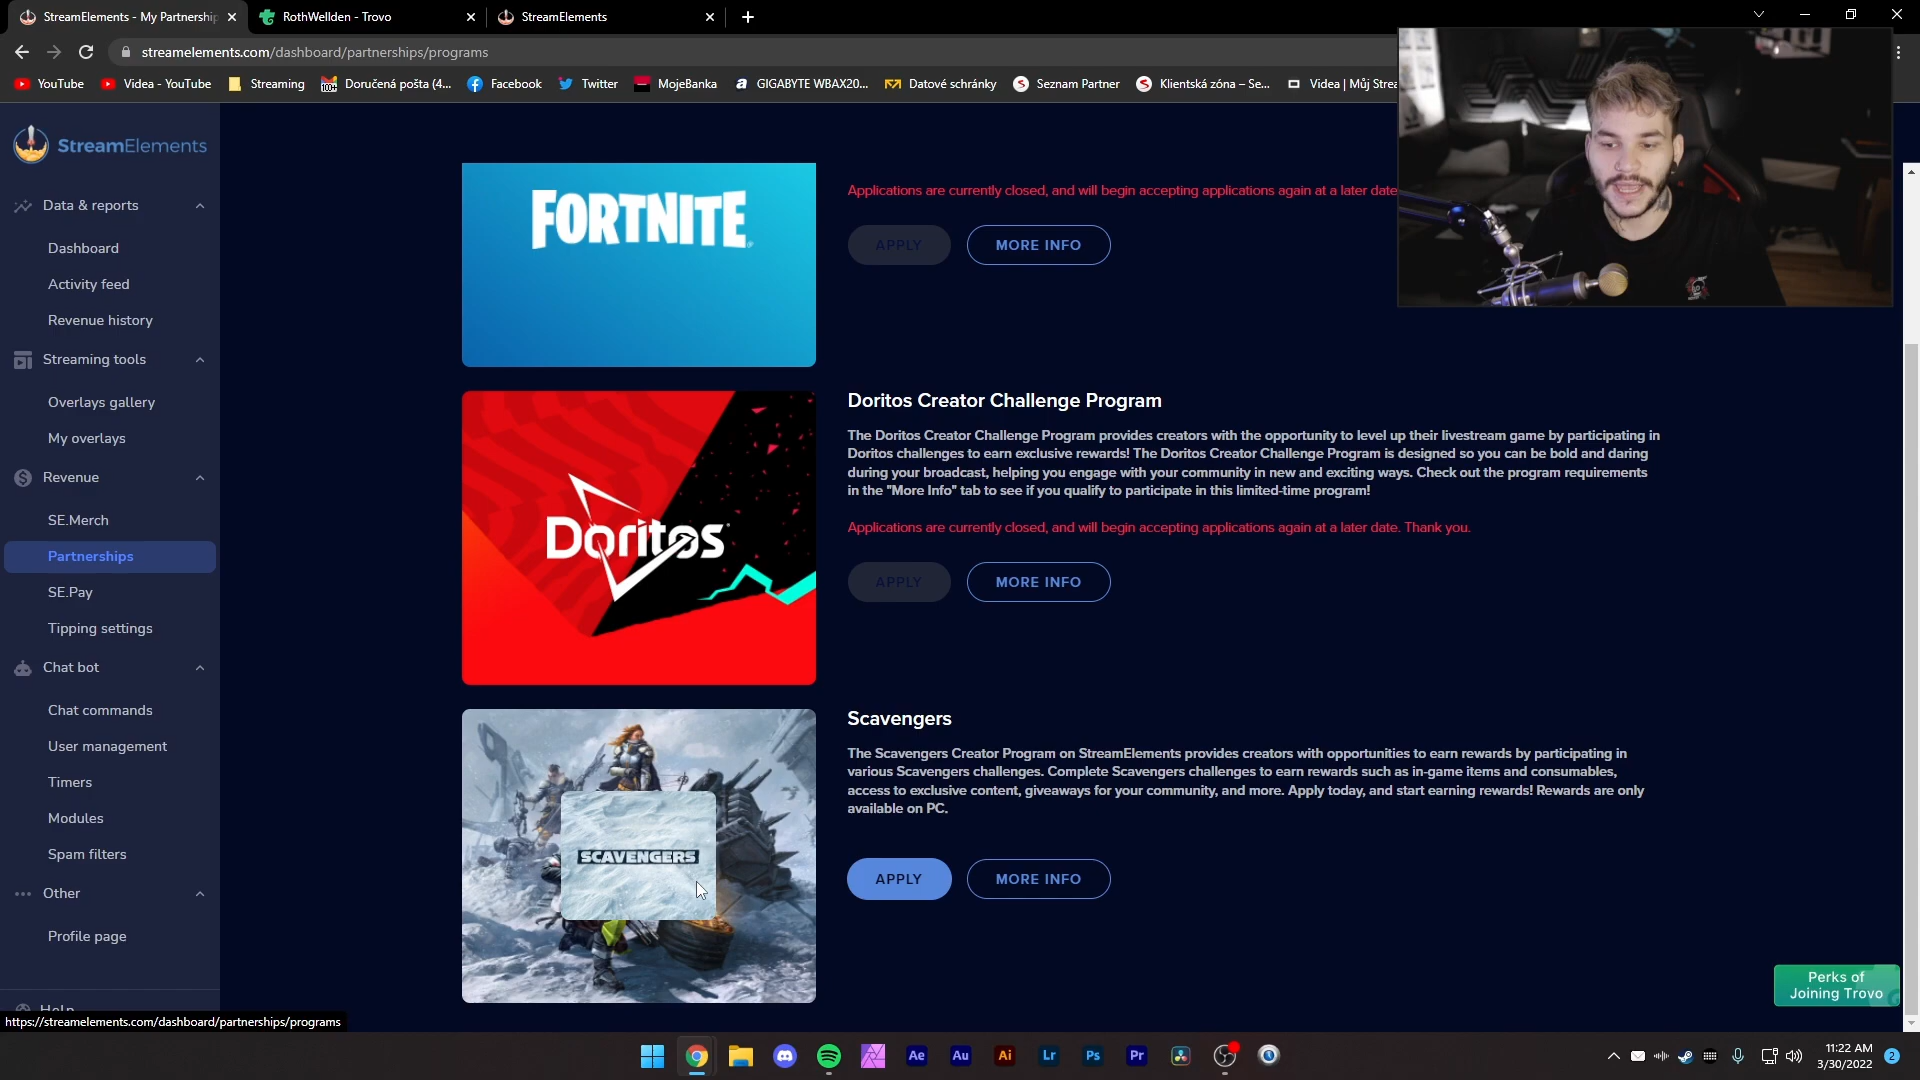 StreamElements - My Partnership
RothWellden - Trovo
StreamElements
streamelements.com/dashboard/partnerships/programs
YouTube
Videa - YouTube
Streaming
Doručená pošta (4...
Facebook
Twitter
MojeBanka
GIGABYTE WBAX20...
Datové schránky
Seznam Partner
Klientská zóna – Se...
Videa | Můj Strea
StreamElements
Data & reports
Dashboard
Activity feed
Revenue history
Streaming tools
Overlays gallery
My overlays
Revenue
SE.Merch
Partnerships
SE.Pay
Tipping settings
Chat bot
Chat commands
User management
Timers
Modules
Spam filters
Other
Profile page
Help
https://streamelements.com/dashboard/partnerships/programs
FORTNITE
Applications are currently closed, and will begin accepting applications again at a later date
APPLY
MORE INFO
Doritos
Doritos Creator Challenge Program
The Doritos Creator Challenge Program provides creators with the opportunity to level up their livestream game by participating in
Doritos challenges to earn exclusive rewards! The Doritos Creator Challenge Program is designed so you can be bold and daring
during your broadcast, helping you engage with your community in new and exciting ways. Check out the program requirements
in the "More Info" tab to see if you qualify to participate in this limited-time program!
Applications are currently closed, and will begin accepting applications again at a later date. Thank you.
APPLY
MORE INFO
SCAVENGERS
Scavengers
The Scavengers Creator Program on StreamElements provides creators with opportunities to earn rewards by participating in
various Scavengers challenges. Complete Scavengers challenges to earn rewards such as in-game items and consumables,
access to exclusive content, giveaways for your community, and more. Apply today, and start earning rewards! Rewards are only
available on PC.
APPLY
MORE INFO
Perks of
Joining Trovo
Ae
Au
Ai
Lr
Ps
Pr
11:22 AM
3/30/2022
2